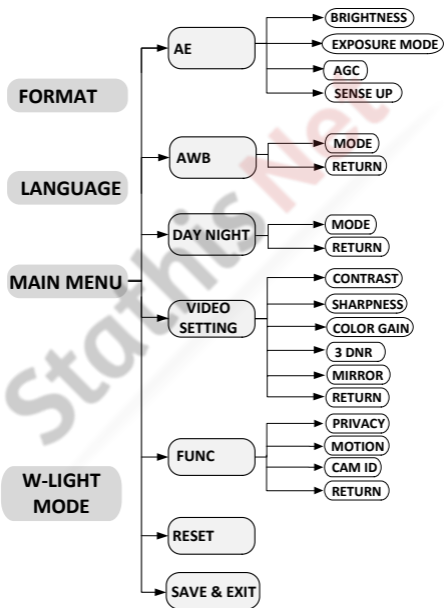 FORMAT
LANGUAGE
MAIN MENU
W-LIGHT
MODE
AE
BRIGHTNESS
EXPOSURE MODE
AGC
SENSE UP
AWB
MODE
RETURN
DAY NIGHT
MODE
RETURN
VIDEO
SETTING
CONTRAST
SHARPNESS
COLOR GAIN
3 DNR
MIRROR
RETURN
FUNC
PRIVACY
MOTION
CAM ID
RETURN
RESET
SAVE & EXIT
StathisNet